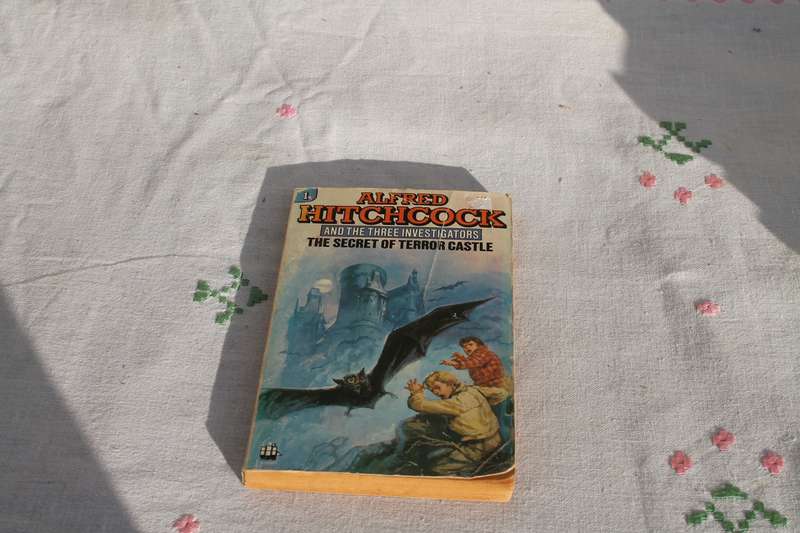 1
ALFRED
HITCHCOCK
AND THE THREE INVESTIGATORS
THE SECRET OF TERROR CASTLE